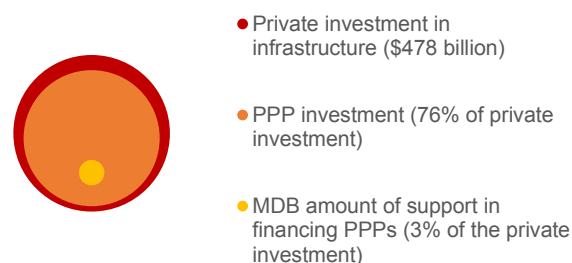 Private investment in
infrastructure ($478 billion)
PPP investment (76% of private
investment)
MDB amount of support in
financing PPPs (3% of the private
investment)